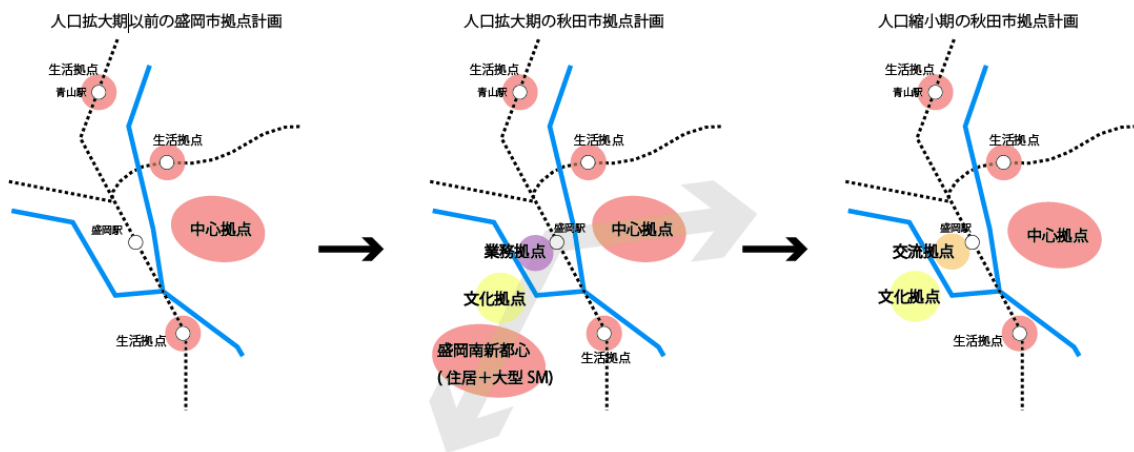 人口拡大期以前の盛岡市拠点計画
生活拠点
青山駅
生活拠点
中心拠点
盛岡駅
生活拠点
人口拡大期の秋田市拠点計画
生活拠点
青山駅
生活拠点
盛岡駅
中心拠点
業務拠点
文化拠点
盛岡南新都心
(住居＋大型SM)
生活拠点
人口縮小期の秋田市拠点計画
生活拠点
青山駅
生活拠点
盛岡駅
中心拠点
交流拠点
文化拠点
生活拠点